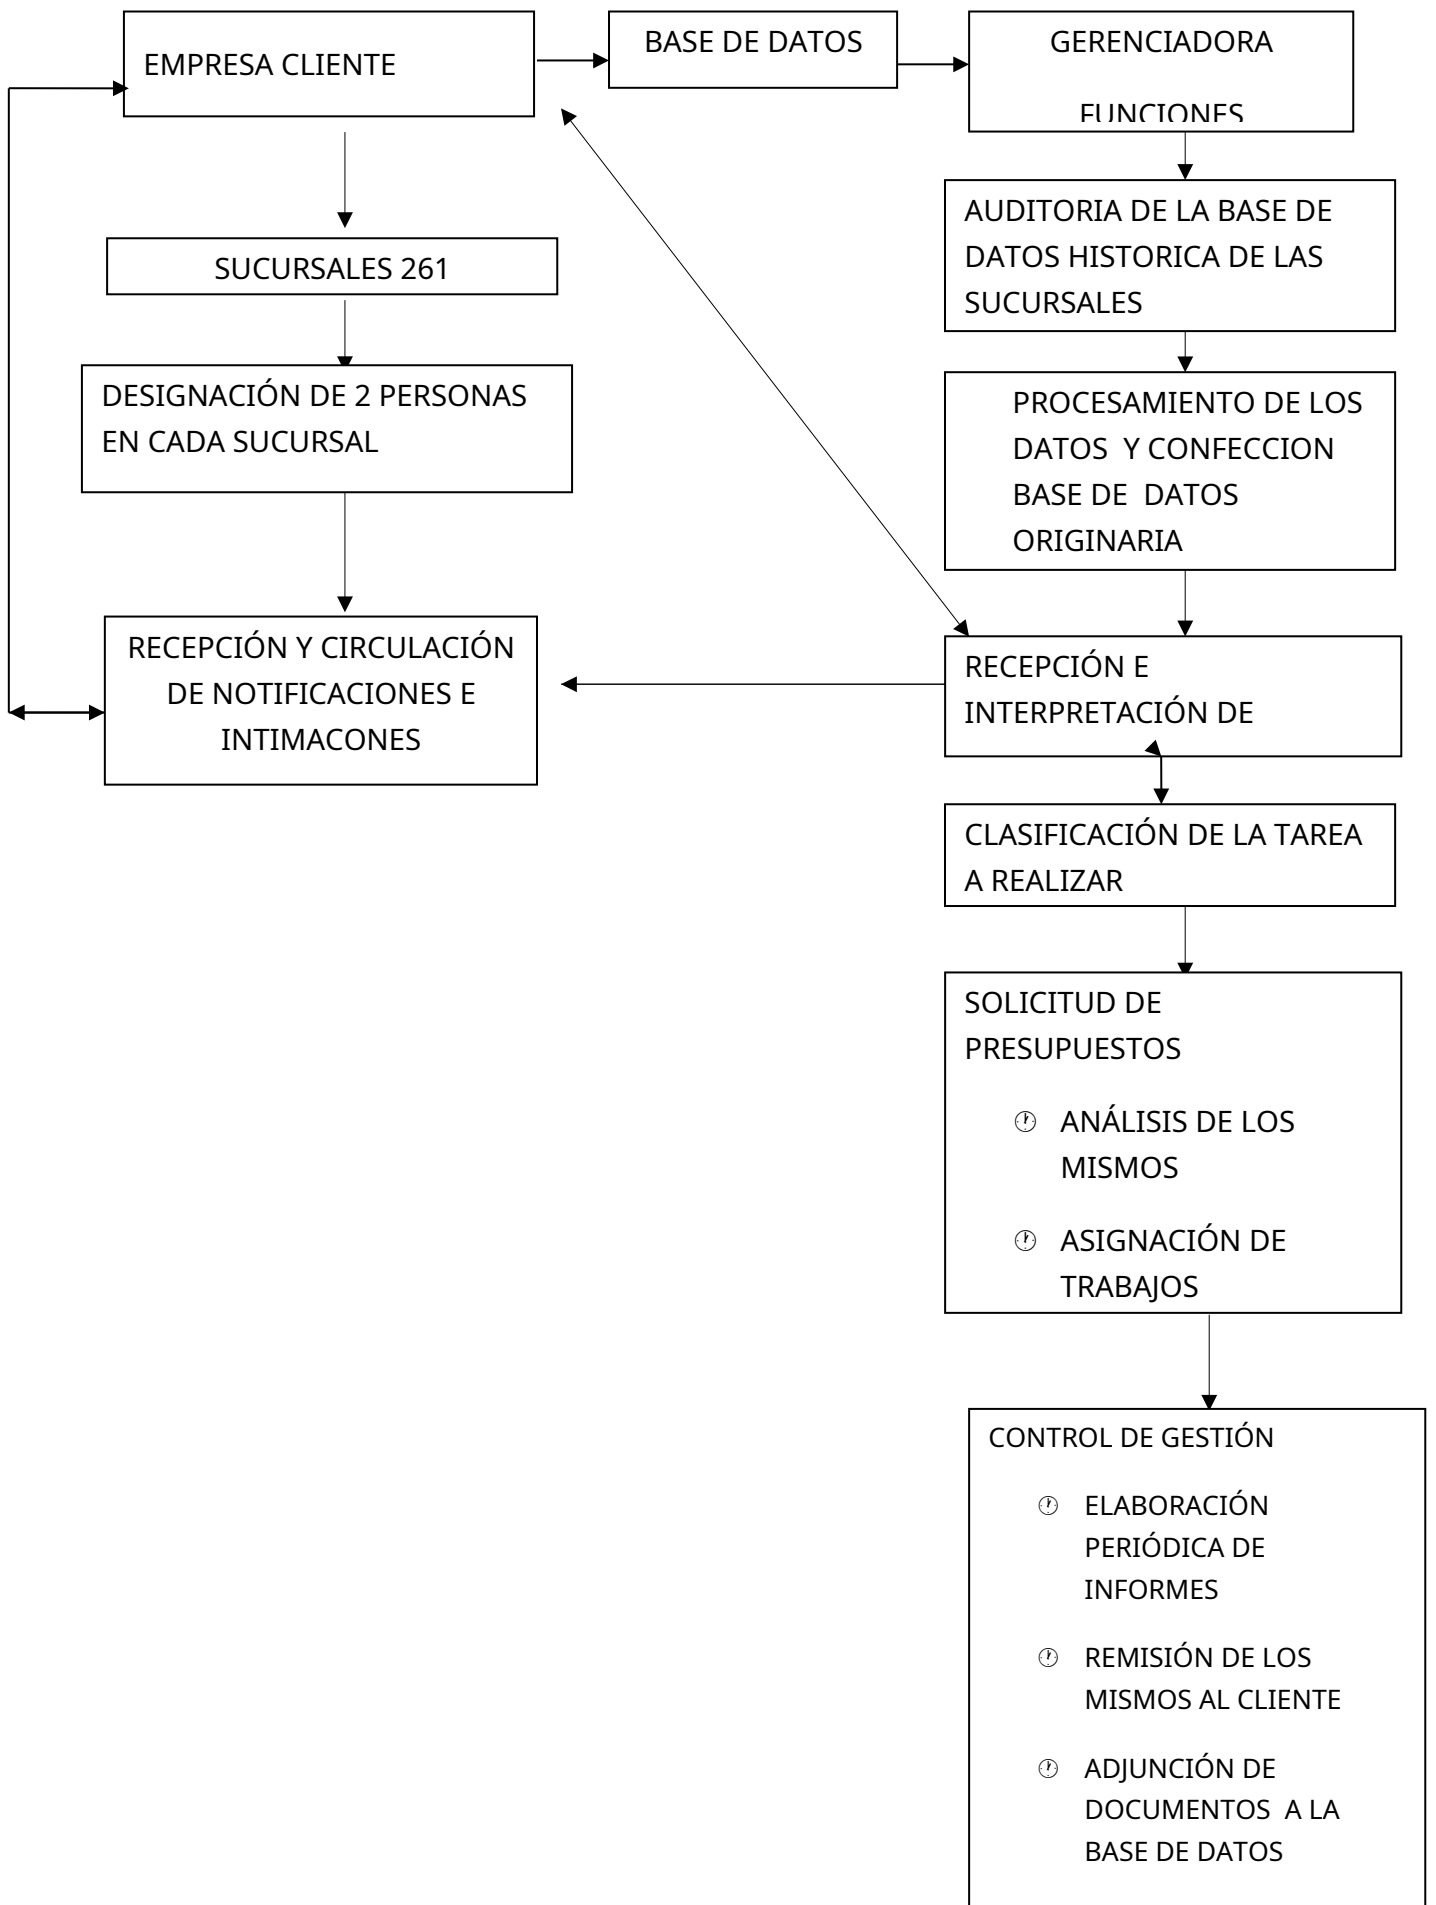 EMPRESA CLIENTE
BASE DE DATOS
GERENCIADORA
FUNCIONES
SUCURSALES 261
DESIGNACIÓN DE 2 PERSONAS
EN CADA SUCURSAL
RECEPCIÓN Y CIRCULACIÓN
DE NOTIFICACIONES E
INTIMACONES
AUDITORIA DE LA BASE DE
DATOS HISTORICA DE LAS
SUCURSALES
PROCESAMIENTO DE LOS
DATOS  Y CONFECCION
BASE DE  DATOS
ORIGINARIA
RECEPCIÓN E
INTERPRETACIÓN DE
CLASIFICACIÓN DE LA TAREA
A REALIZAR
SOLICITUD DE
PRESUPUESTOS
ANÁLISIS DE LOS
MISMOS
ASIGNACIÓN DE
TRABAJOS
CONTROL DE GESTIÓN
ELABORACIÓN
PERIÓDICA DE
INFORMES
REMISIÓN DE LOS
MISMOS AL CLIENTE
ADJUNCIÓN DE
DOCUMENTOS  A LA
BASE DE DATOS